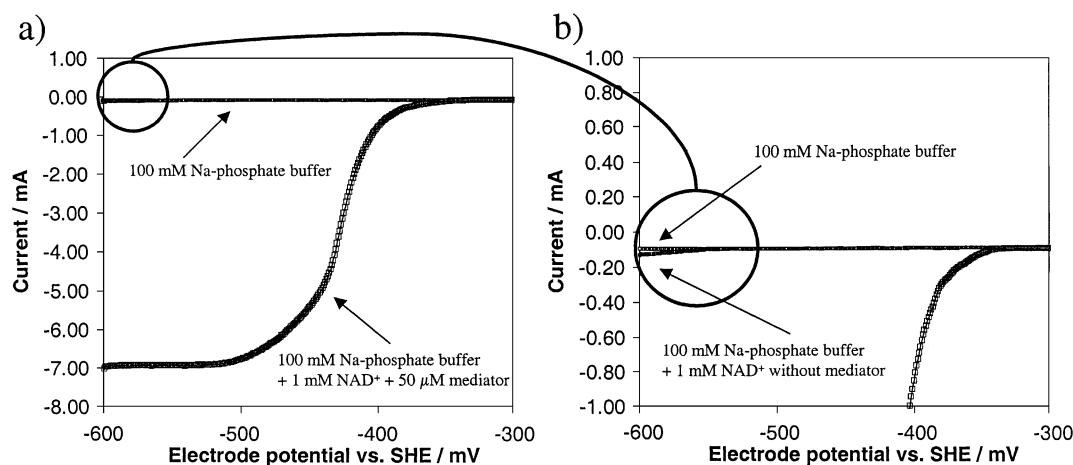 a)
1.00
0.00
-1.00
-2.00
-3.00
-4.00
-5.00
-6.00
-7.00
-8.00
Current / mA
100 mM Na-phosphate buffer
100 mM Na-phosphate buffer
+ 1 mM NAD⁺ + 50 µM mediator
-600
-500
-400
-300
Electrode potential vs. SHE / mV
b)
1.00
0.80
0.60
0.40
0.20
0.00
-0.20
-0.40
-0.60
-0.80
-1.00
Current / mA
100 mM Na-phosphate buffer
100 mM Na-phosphate buffer
+ 1 mM NAD⁺ without mediator
-600
-500
-400
-300
Electrode potential vs. SHE / mV